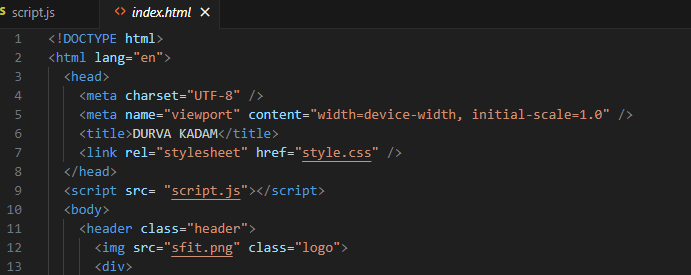 script.js index.html ×
1 <!DOCTYPE html>
2 <html lang="en">
3 <head>
4 <meta charset="UTF-8" />
5 <meta name="viewport" content="width=device-width, initial-scale=1.0" />
6 <title>DURVA KADAM</title>
7 <link rel="stylesheet" href="style.css" />
8 </head>
9 <script src= "script.js"></script>
10 <body>
11 <header class="header">
12 <img src="sfit.png" class="logo">
13 <div>